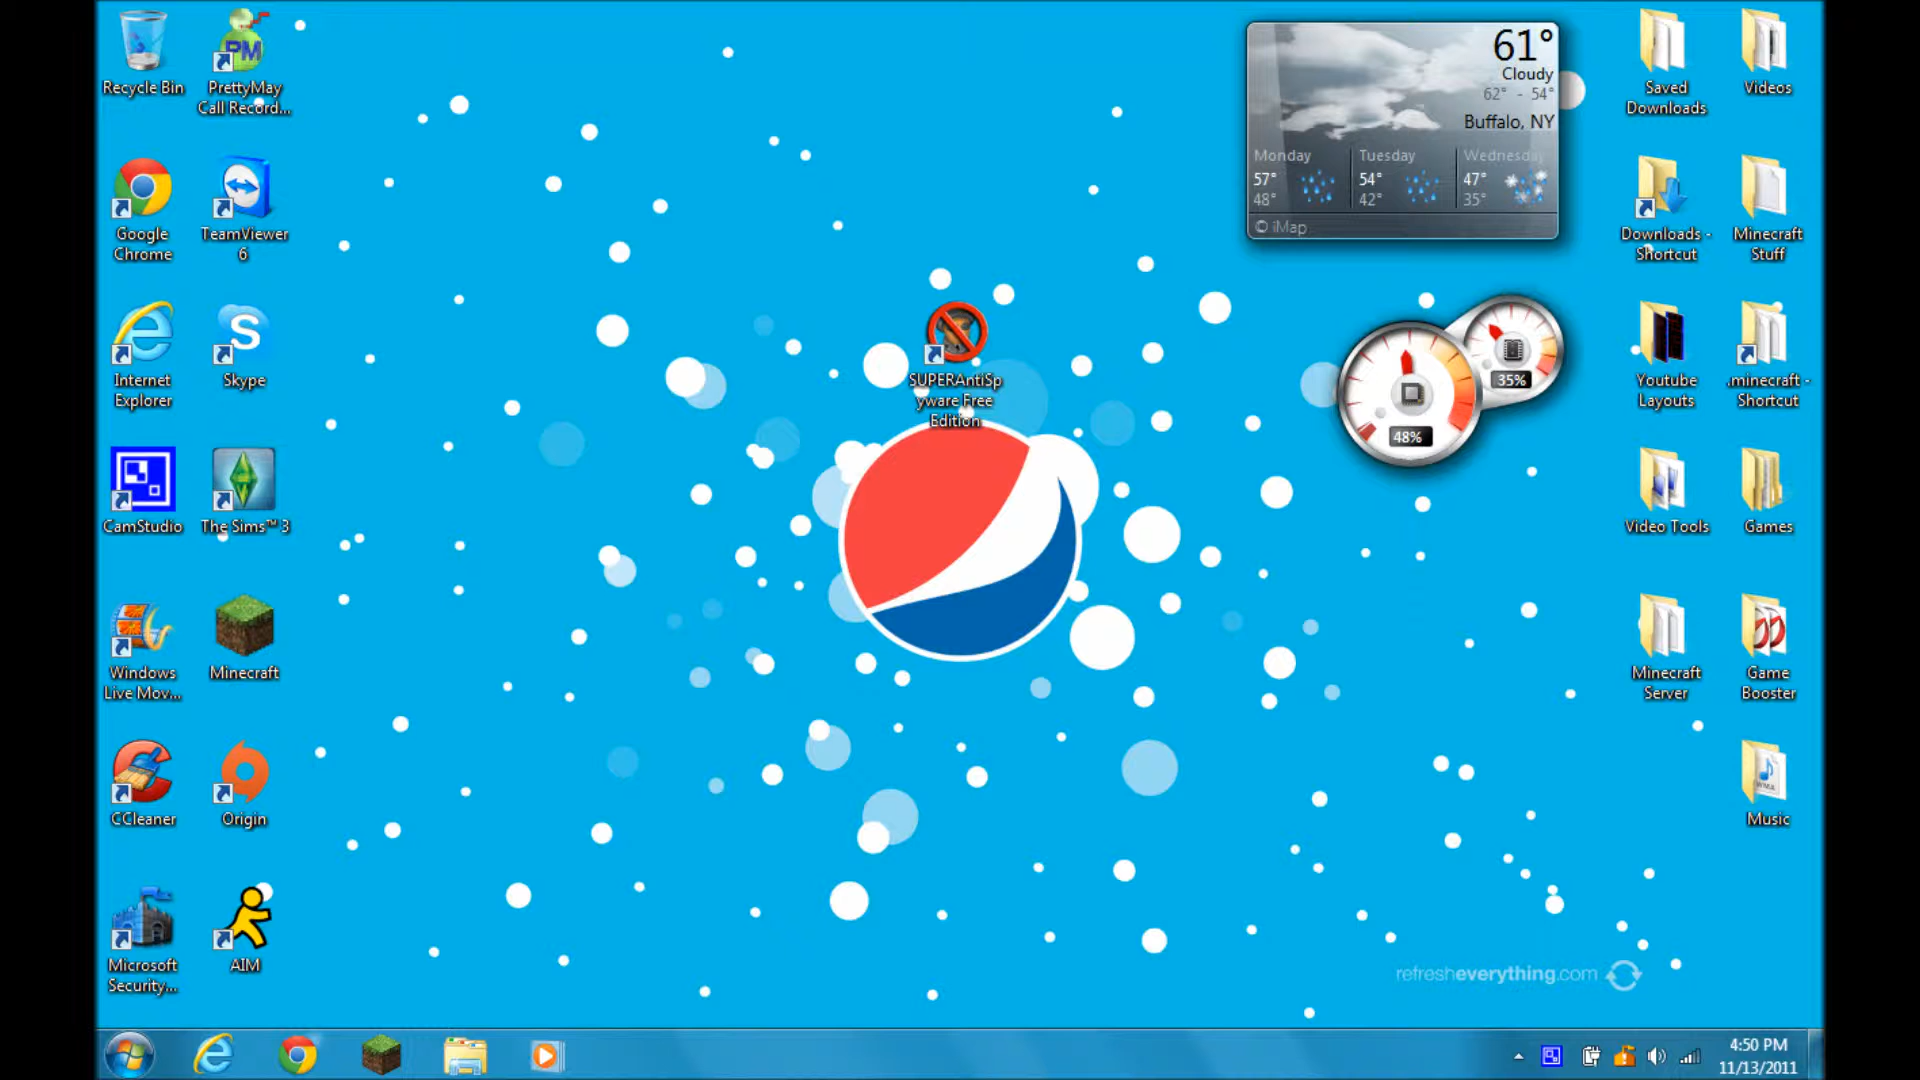 Recycle Bin
PrettyMay
Call Record...
Google
Chrome
TeamViewer
6
Internet
Explorer
Skype
CamStudio
The Sims™ 3
Windows
Live Mov...
Minecraft
CCleaner
Origin
Microsoft
Security...
AIM
PM
S
SUPERAntiSp
yware Free
Edition
61°
Cloudy
62° - 54°
Buffalo, NY
Monday
57°
48°
Tuesday
54°
42°
Wednesday
47°
35°
© iMap
48%
35%
Saved
Downloads
Videos
Downloads -
Shortcut
Minecraft
Stuff
Youtube
Layouts
.minecraft -
Shortcut
Video Tools
Games
Minecraft
Server
Game
Booster
WMA
Music
refresheverything.com
4:50 PM
11/13/2011